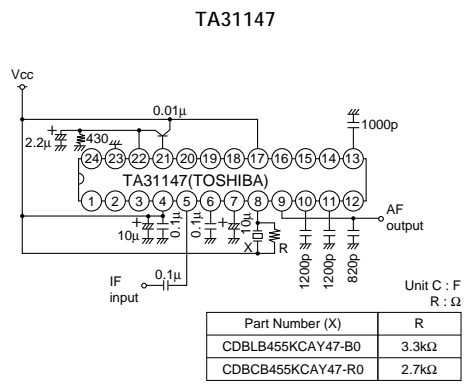 TA31147
Vcc
0.01µ
+
2.2µ
430
1000p
24 23 22 21 20 19 18 17 16 15 14 13
TA31147(TOSHIBA)
1 2 3 4 5 6 7 8 9 10 11 12
+
10µ
0.1µ
0.1µ
+
10µ
X
R
1200p
1200p
820p
AF
output
IF
input
0.1µ
Unit C : F
R : Ω
Part Number (X) R
CDBLB455KCAY47-B0 3.3kΩ
CDBCB455KCAY47-R0 2.7kΩ